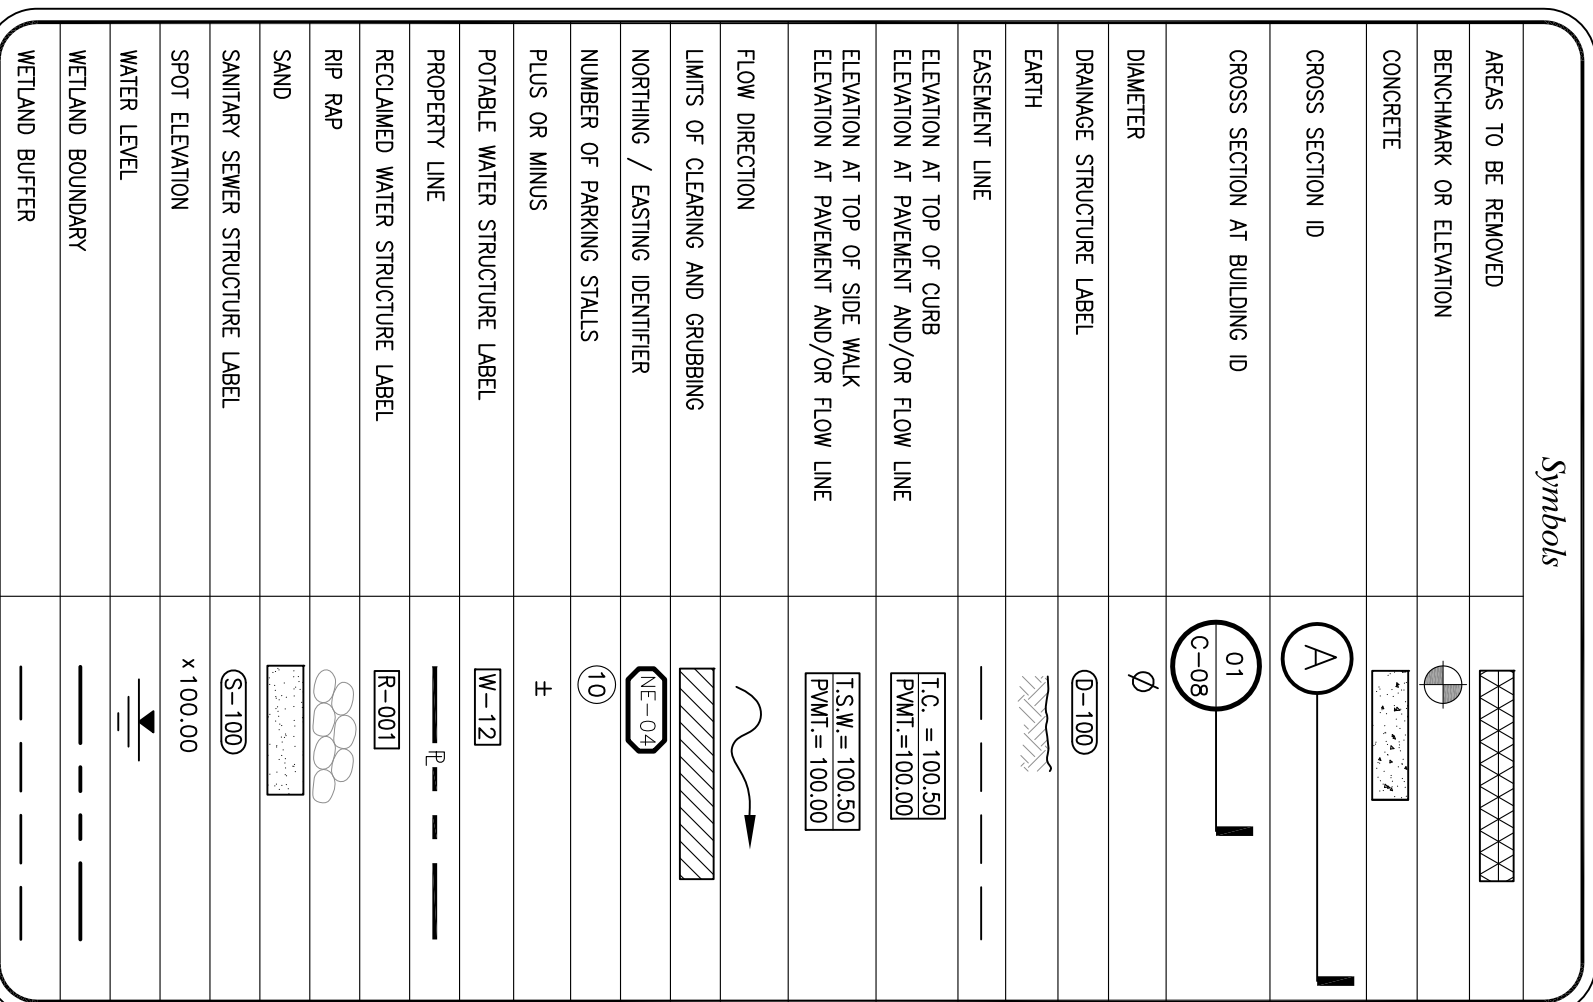 Symbols
AREAS TO BE REMOVED
BENCHMARK OR ELEVATION
CONCRETE
CROSS SECTION ID
A
CROSS SECTION AT BUILDING ID
01
C-08
DIAMETER
Ø
DRAINAGE STRUCTURE LABEL
D-100
EARTH
EASEMENT LINE
ELEVATION AT TOP OF CURB
ELEVATION AT PAVEMENT AND/OR FLOW LINE
T.C. = 100.50
PVMT.=100.00
ELEVATION AT TOP OF SIDE WALK
ELEVATION AT PAVEMENT AND/OR FLOW LINE
T.S.W.= 100.50
PVMT.= 100.00
FLOW DIRECTION
LIMITS OF CLEARING AND GRUBBING
NORTHING / EASTING IDENTIFIER
NE-04
NUMBER OF PARKING STALLS
10
PLUS OR MINUS
±
POTABLE WATER STRUCTURE LABEL
W-12
PROPERTY LINE
PL
RECLAIMED WATER STRUCTURE LABEL
R-001
RIP RAP
SAND
SANITARY SEWER STRUCTURE LABEL
S-100
SPOT ELEVATION
x 100.00
WATER LEVEL
WETLAND BOUNDARY
WETLAND BUFFER